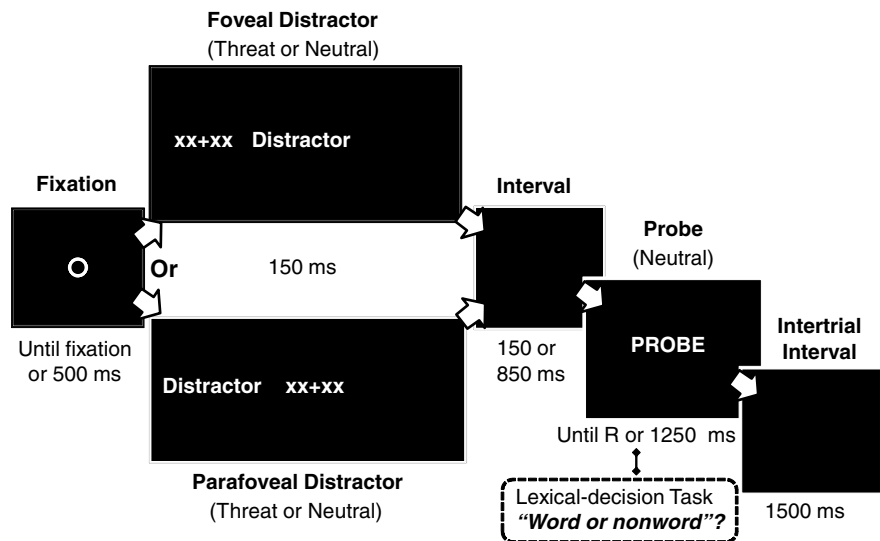 Foveal Distractor
(Threat or Neutral)
xx+xx Distractor
Fixation
Or
150 ms
Until fixation
or 500 ms
Distractor xx+xx
Parafoveal Distractor
(Threat or Neutral)
Interval
150 or
850 ms
Probe
(Neutral)
PROBE
Until R or 1250 ms
Lexical-decision Task
“Word or nonword”?
Intertrial
Interval
1500 ms